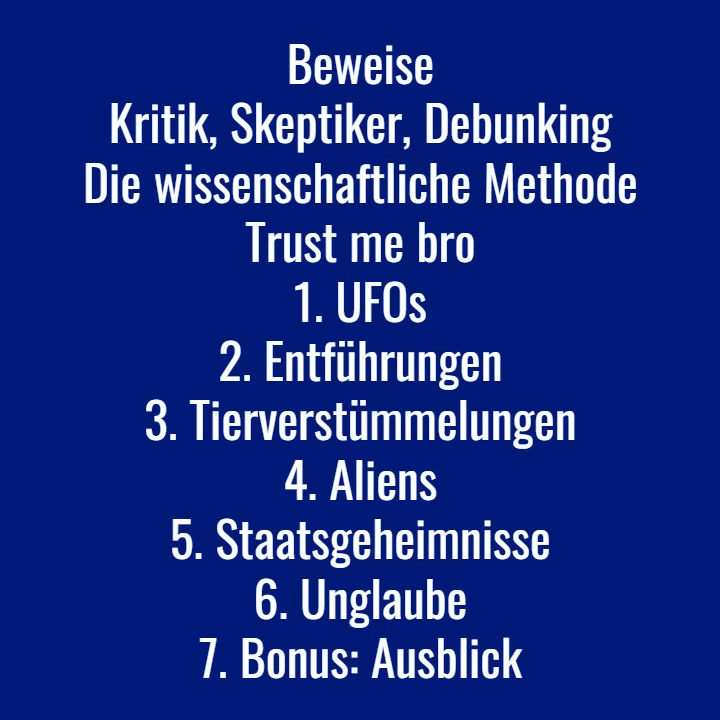 Beweise
Kritik, Skeptiker, Debunking
Die wissenschaftliche Methode
Trust me bro
1. UFOs
2. Entführungen
3. Tierverstümmelungen
4. Aliens
5. Staatsgeheimnisse
6. Unglaube
7. Bonus: Ausblick